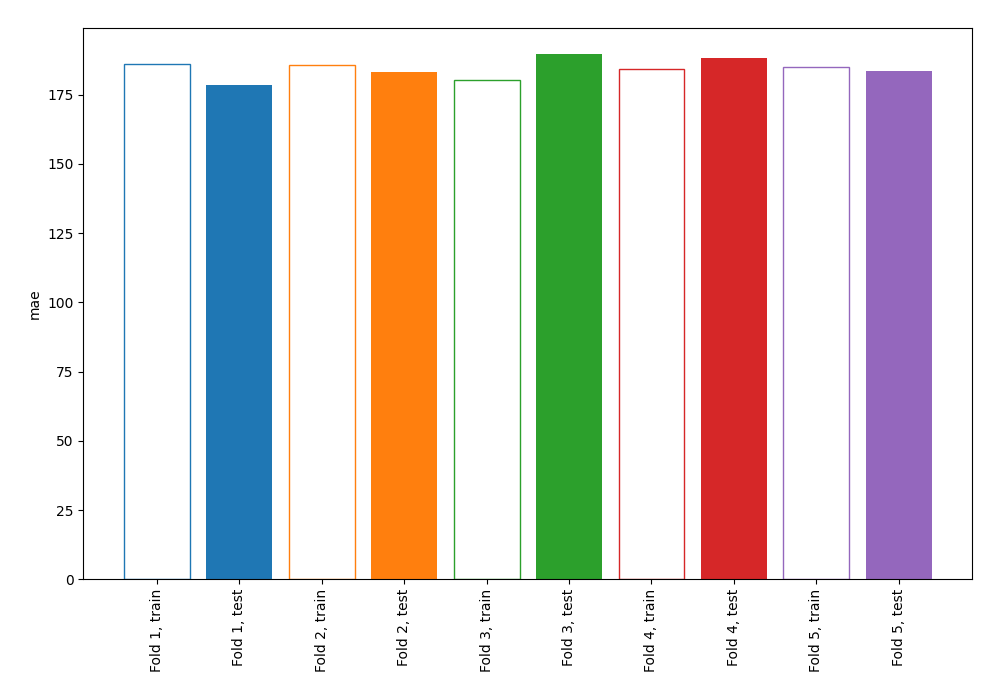 mae
175
150
125
100
75
50
25
0
Fold 1, train
Fold 1, test
Fold 2, train
Fold 2, test
Fold 3, train
Fold 3, test
Fold 4, train
Fold 4, test
Fold 5, train
Fold 5, test